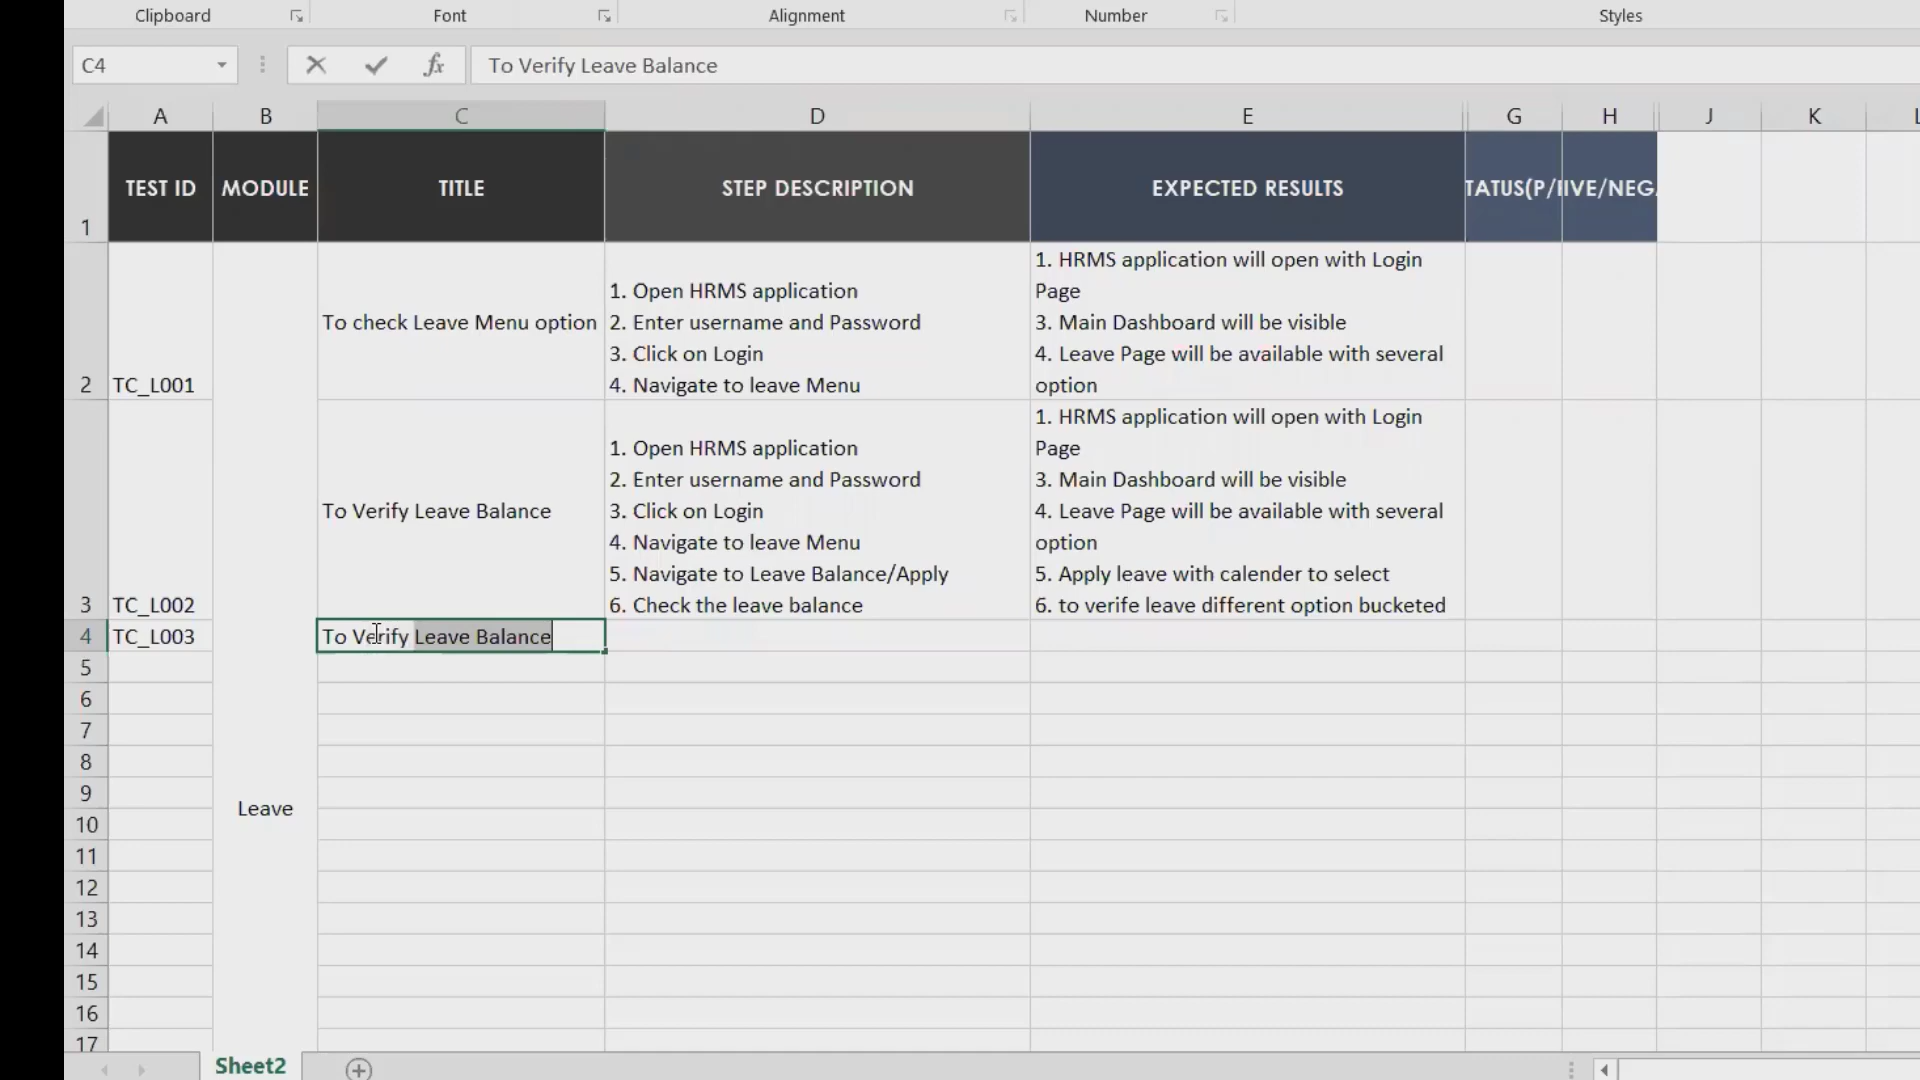 Clipboard Font Alignment Number Styles
C4 fx To Verify Leave Balance
A B C D E G H J K L
1 TEST ID MODULE TITLE STEP DESCRIPTION EXPECTED RESULTS TATUS(P/ IVE/NEG
2 TC_L001
To check Leave Menu option
1. Open HRMS application
2. Enter username and Password
3. Click on Login
4. Navigate to leave Menu
1. HRMS application will open with Login
Page
3. Main Dashboard will be visible
4. Leave Page will be available with several
option
3 TC_L002
To Verify Leave Balance
1. Open HRMS application
2. Enter username and Password
3. Click on Login
4. Navigate to leave Menu
5. Navigate to Leave Balance/Apply
6. Check the leave balance
1. HRMS application will open with Login
Page
3. Main Dashboard will be visible
4. Leave Page will be available with several
option
5. Apply leave with calender to select
6. to verify leave different option bucketed
4 TC_L003 To Verify Leave Balance
5
6
7
8
9
Leave
10
11
12
13
14
15
16
17
Sheet2